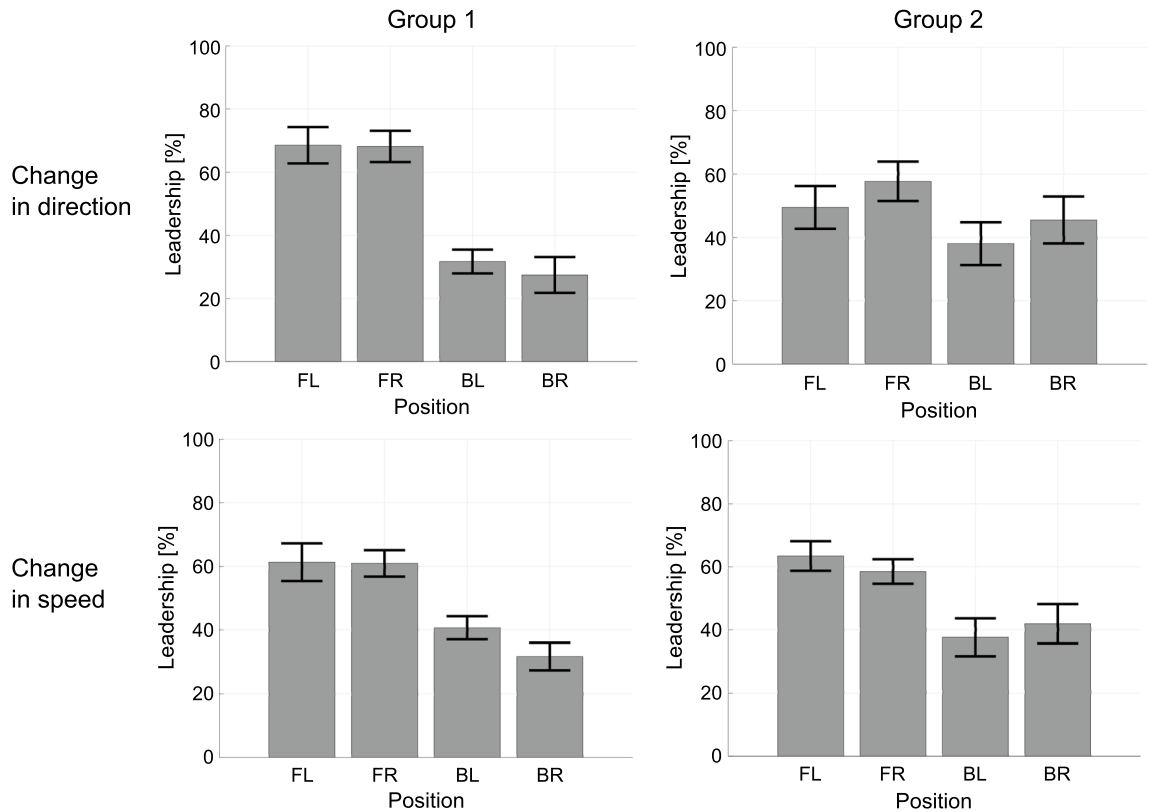 Group 1
Group 2
Change
in direction
Leadership [%]
100
80
60
40
20
0
FL FR BL BR
Position
Leadership [%]
100
80
60
40
20
0
FL FR BL BR
Position
Change
in speed
Leadership [%]
100
80
60
40
20
0
FL FR BL BR
Position
Leadership [%]
100
80
60
40
20
0
FL FR BL BR
Position